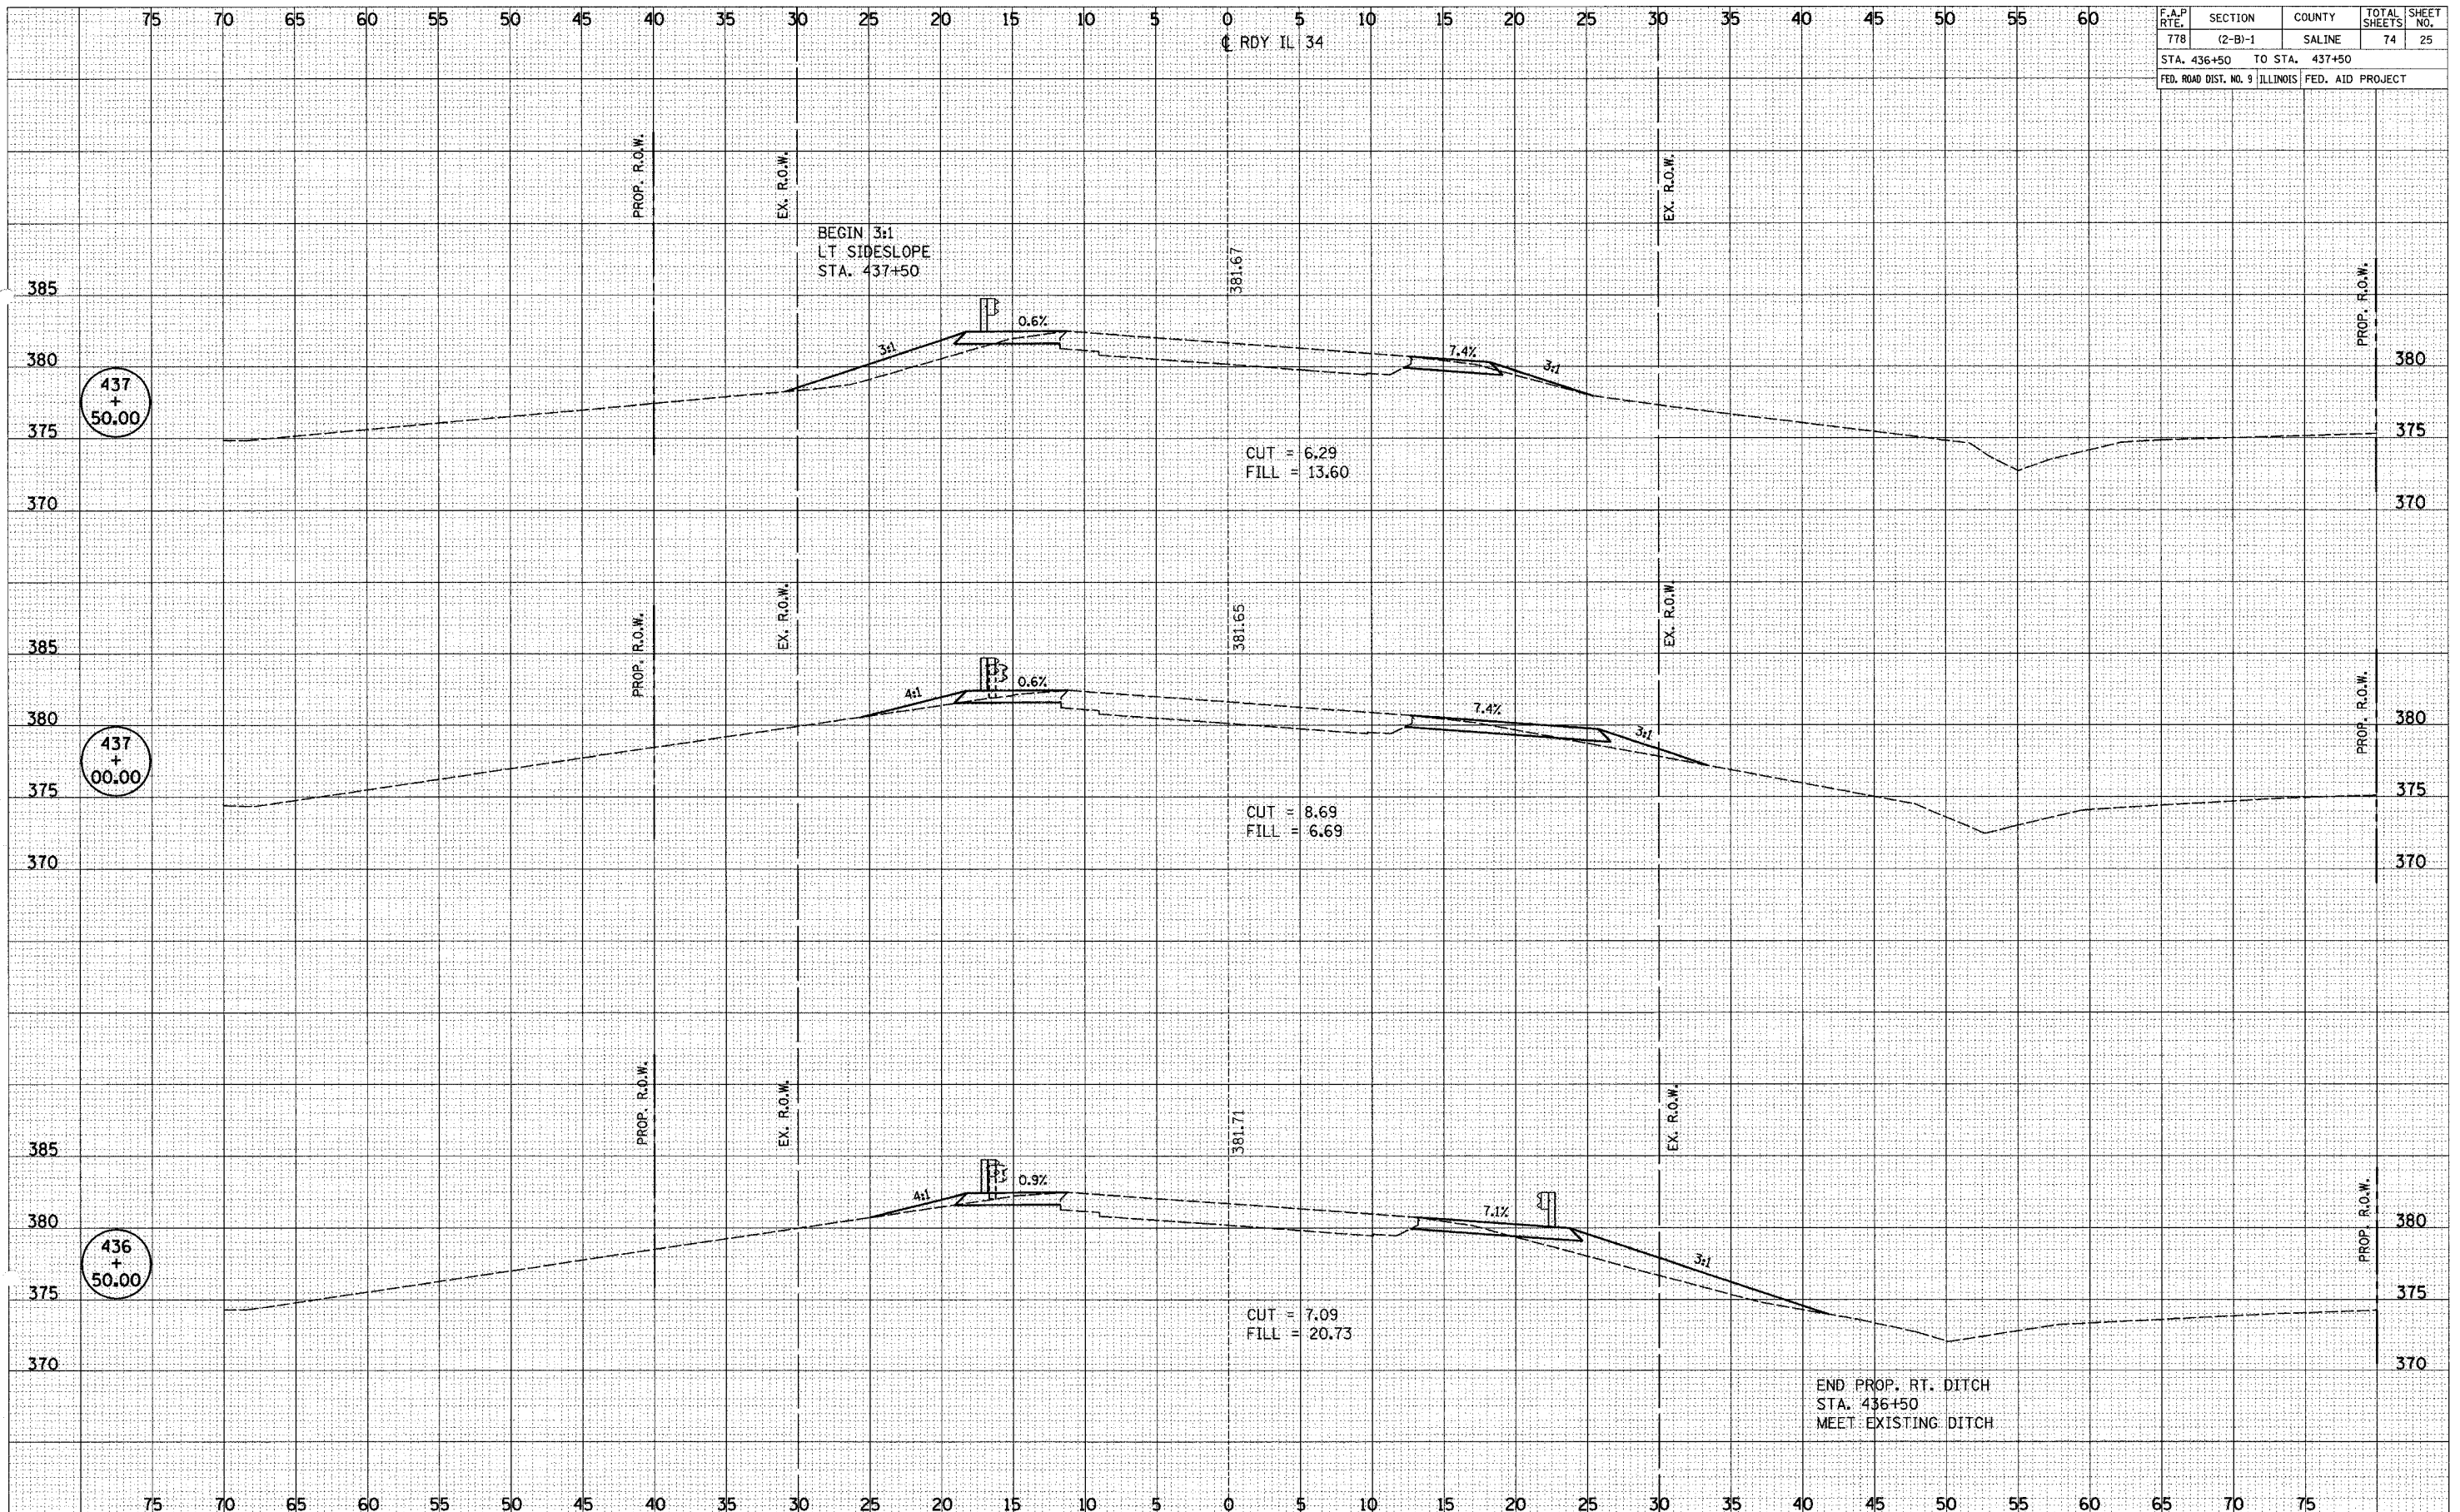 75 70 65 60 55 50 45 40 30 25 20 15 10 5 0 5 10 15 20 25 30 35 40 45 50 55 60
35
F.A.P RTE. SECTION COUNTY TOTAL SHEETS SHEET NO.
778 (2-B)-1 SALINE 74 25
STA. 436+50 TO STA. 437+50
FED. ROAD DIST. NO. 9 ILLINOIS FED. AID PROJECT
℄ RDY IL 34
PROP. R.O.W.
EX. R.O.W.
EX. R.O.W.
BEGIN 3:1
LT SIDESLOPE
STA. 437+50
381.67
PROP. R.O.W.
385
0.6%
3:1
7.4%
3:1
380 380
437
+
50.00
375 375
CUT = 6.29
FILL = 13.60
370 370
PROP. R.O.W.
EX. R.O.W.
381.65
EX. R.O.W.
PROP. R.O.W.
385
4:1
0.6%
7.4%
3:1
380 380
437
+
00.00
375 375
CUT = 8.69
FILL = 6.69
370 370
PROP. R.O.W.
EX. R.O.W.
381.71
EX. R.O.W.
PROP. R.O.W.
385
4:1
0.9%
7.1%
3:1
380 380
436
+
50.00
375 375
CUT = 7.09
FILL = 20.73
370 370
END PROP. RT. DITCH
STA. 436+50
MEET EXISTING DITCH
75 70 65 60 55 50 45 40 35 30 25 20 15 10 5 0 5 10 15 20 25 30 35 40 45 50 55 60 65 70 75